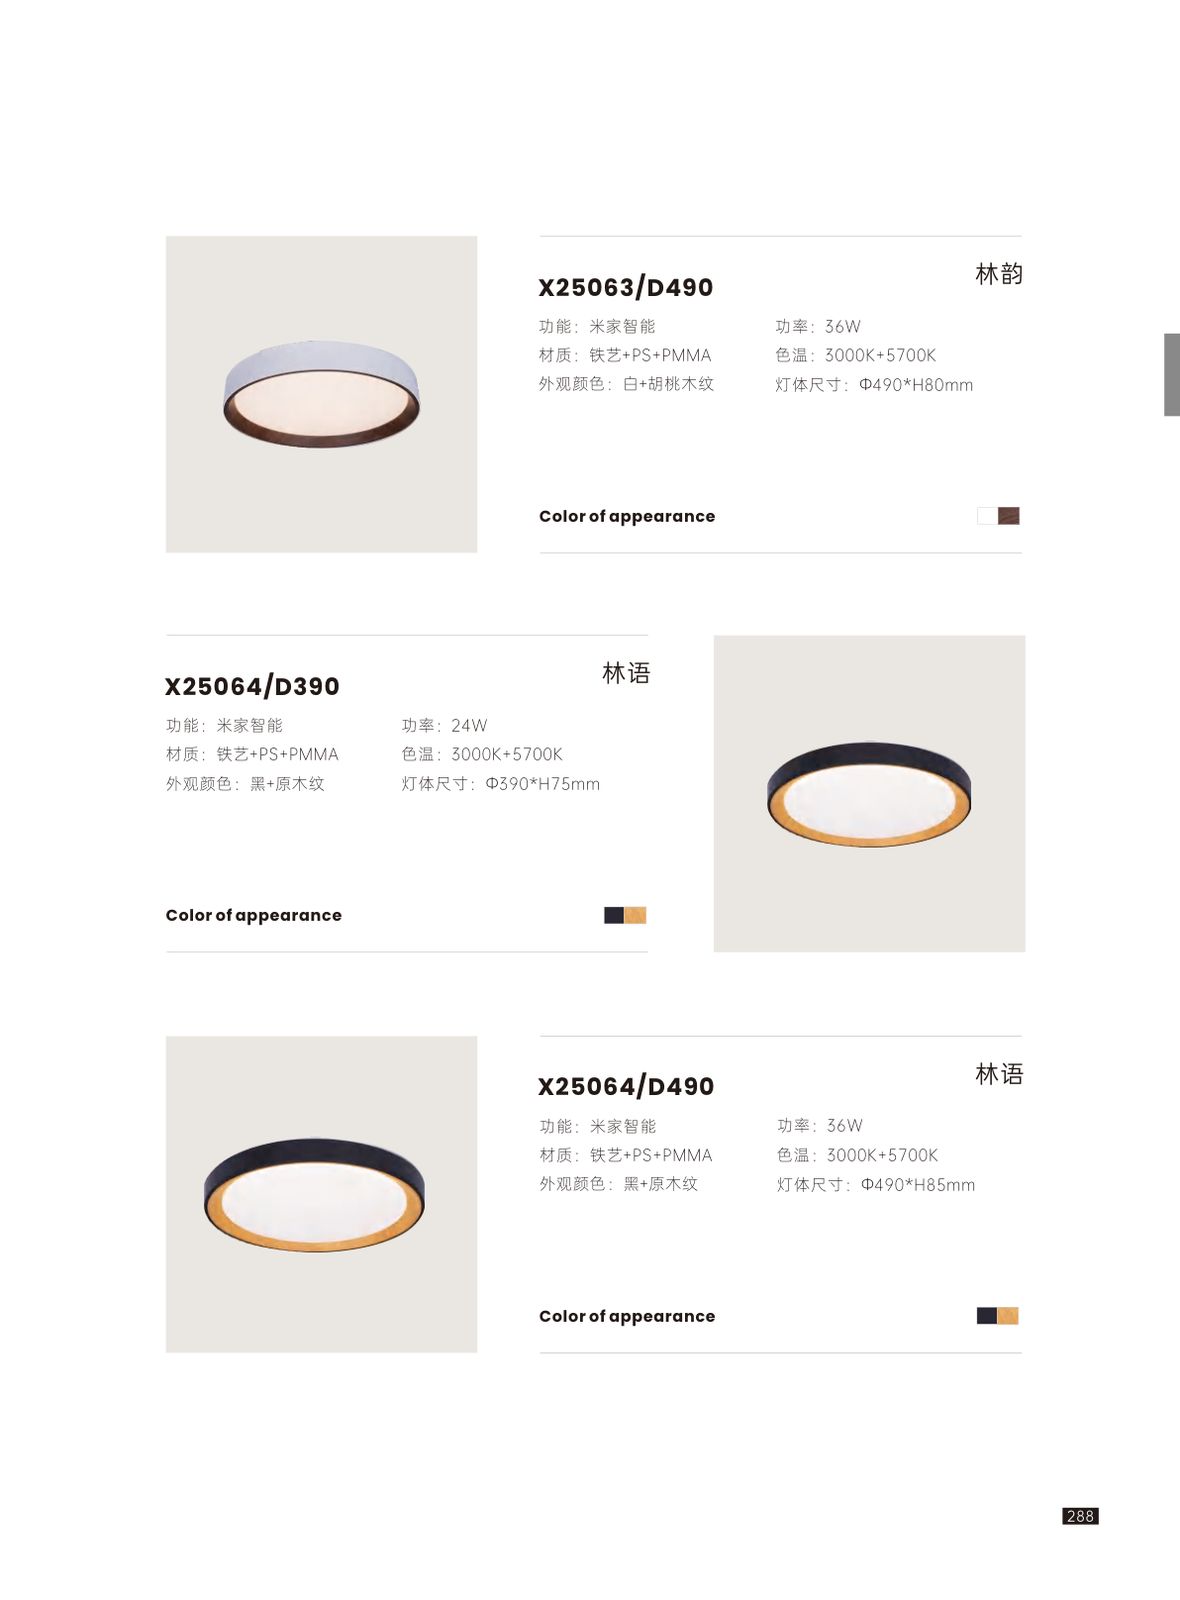 林韵
X25063/D490
功能：米家智能 功率：36W
材质：铁艺+PS+PMMA 色温：3000K+5700K
外观颜色：白+胡桃木纹 灯体尺寸：Φ490*H80mm
Color of appearance
林语
X25064/D390
功能：米家智能 功率：24W
材质：铁艺+PS+PMMA 色温：3000K+5700K
外观颜色：黑+原木纹 灯体尺寸：Φ390*H75mm
Color of appearance
林语
X25064/D490
功能：米家智能 功率：36W
材质：铁艺+PS+PMMA 色温：3000K+5700K
外观颜色：黑+原木纹 灯体尺寸：Φ490*H85mm
Color of appearance
288